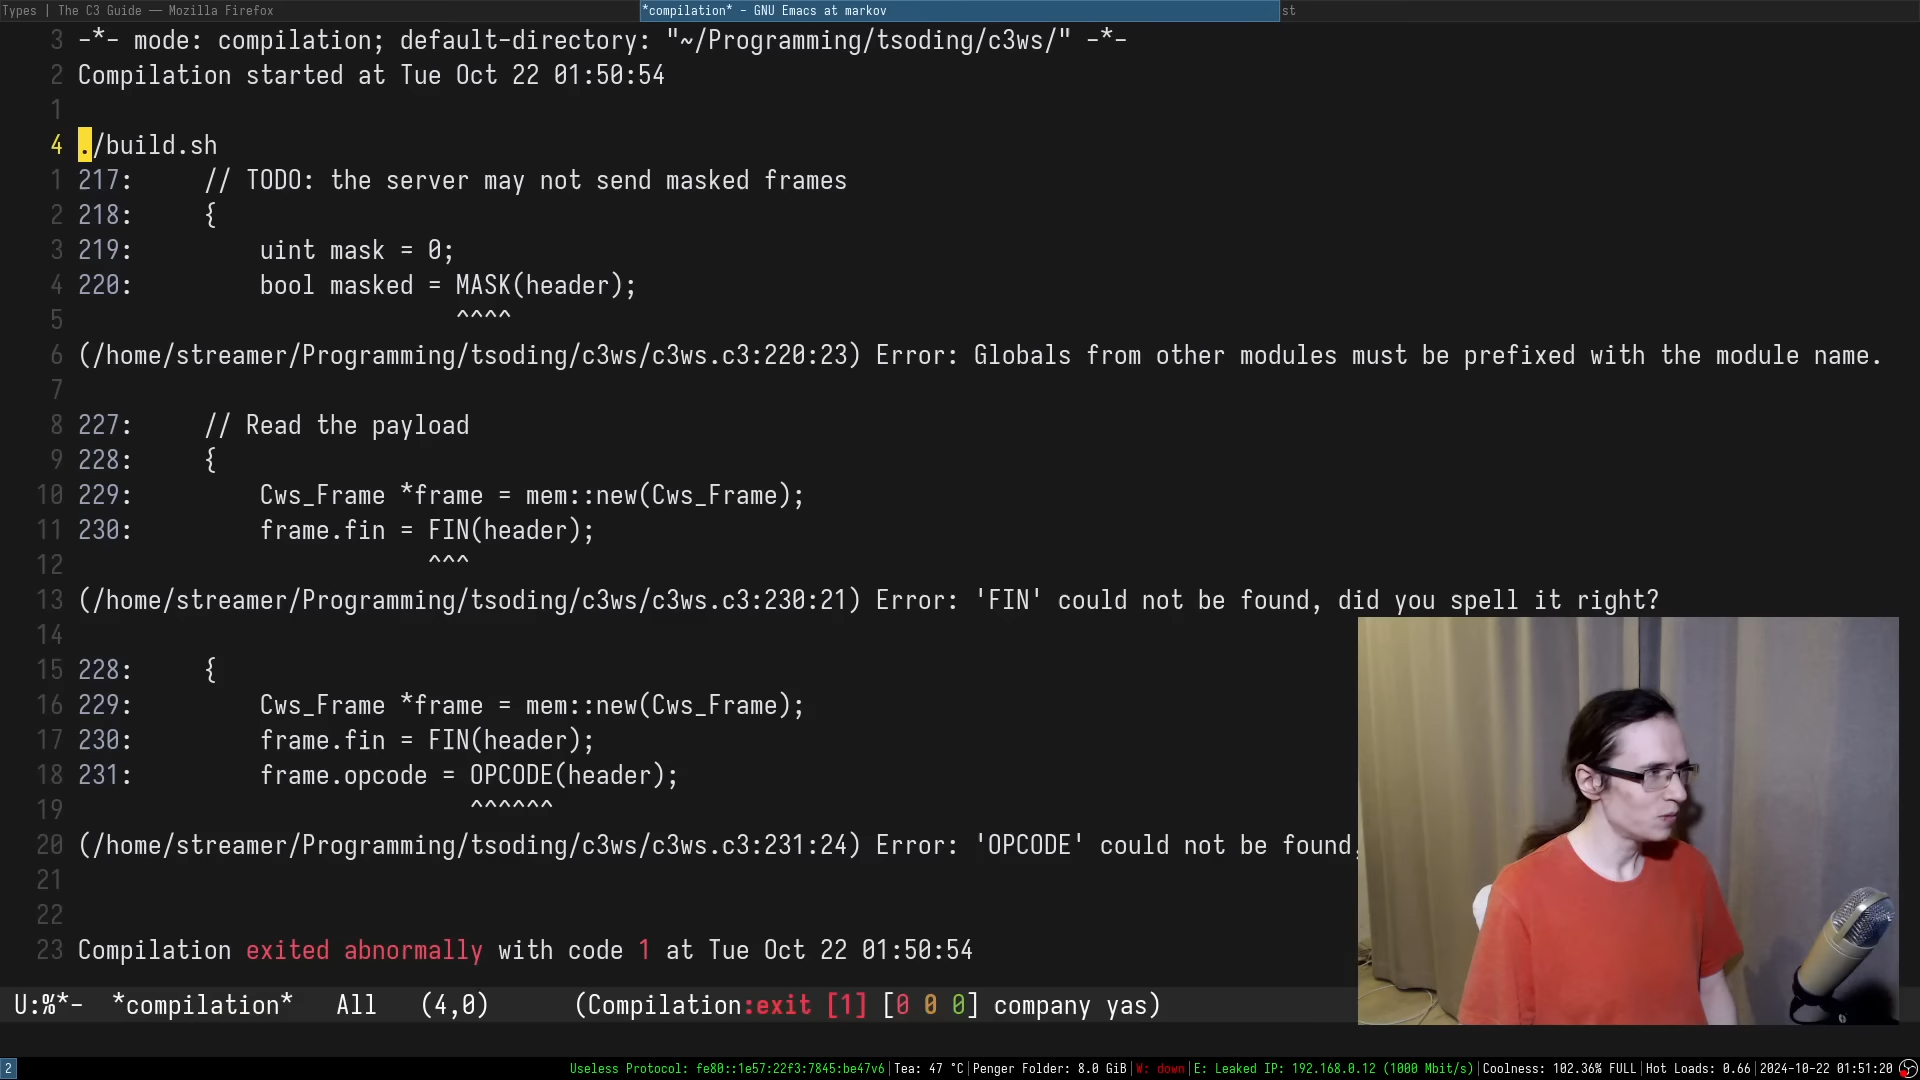 Types | The C3 Guide —— Mozilla Firefox
*compilation* - GNU Emacs at markov
st
3 -*- mode: compilation; default-directory: "~/Programming/tsoding/c3ws/" -*-
2 Compilation started at Tue Oct 22 01:50:54
1
4 ./build.sh
1 217:     // TODO: the server may not send masked frames
2 218:     {
3 219:         uint mask = 0;
4 220:         bool masked = MASK(header);
5                            ^^^^
6 (/home/streamer/Programming/tsoding/c3ws/c3ws.c3:220:23) Error: Globals from other modules must be prefixed with the module name.
7
8 227:     // Read the payload
9 228:     {
10 229:         Cws_Frame *frame = mem::new(Cws_Frame);
11 230:         frame.fin = FIN(header);
12                          ^^^
13 (/home/streamer/Programming/tsoding/c3ws/c3ws.c3:230:21) Error: 'FIN' could not be found, did you spell it right?
14
15 228:     {
16 229:         Cws_Frame *frame = mem::new(Cws_Frame);
17 230:         frame.fin = FIN(header);
18 231:         frame.opcode = OPCODE(header);
19                             ^^^^^^
20 (/home/streamer/Programming/tsoding/c3ws/c3ws.c3:231:24) Error: 'OPCODE' could not be found,
21
22
23 Compilation exited abnormally with code 1 at Tue Oct 22 01:50:54
U:%*-  *compilation*   All   (4,0)      (Compilation:exit [1] [0 0 0] company yas)
2
Useless Protocol: fe80::1e57:22f3:7845:be47v6|Tea: 47 °C|Penger Folder: 8.0 GiB|W: down|E: Leaked IP: 192.168.0.12 (1000 Mbit/s)|Coolness: 102.36% FULL|Hot Loads: 0.66|2024-10-22 01:51:20